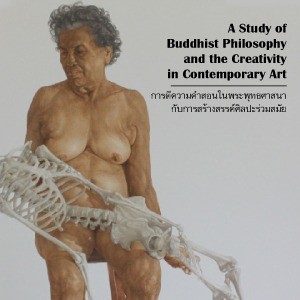 A Study of
Buddhist Philosophy
and the Creativity
in Contemporary Art
การตีความคำสอนในพระพุทธศาสนา
กับการสร้างสรรค์ศิลปะร่วมสมัย